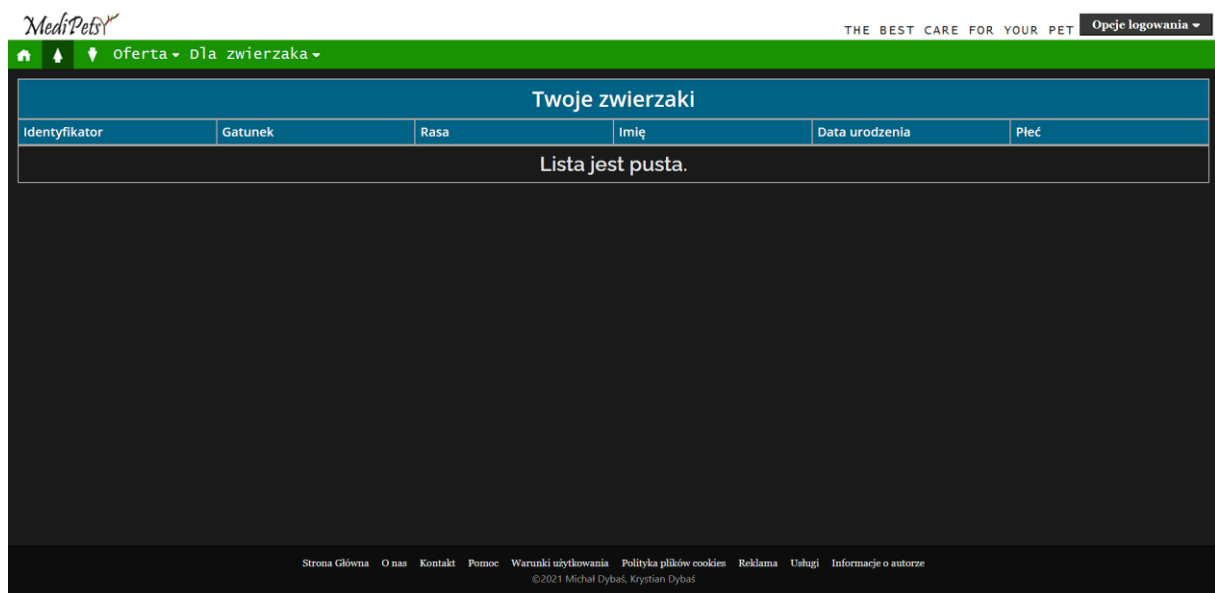 MediPetsy
THE BEST CARE FOR YOUR PET
Opcje logowania
Oferta Dla zwierzaka
Twoje zwierzaki
Identyfikator Gatunek Rasa Imię Data urodzenia Płeć
Lista jest pusta.
Strona Główna O nas Kontakt Pomoc Warunki użytkowania Polityka plików cookies Reklama Usługi Informacje o autorze
©2021 Michał Dybaś, Krystian Dybaś